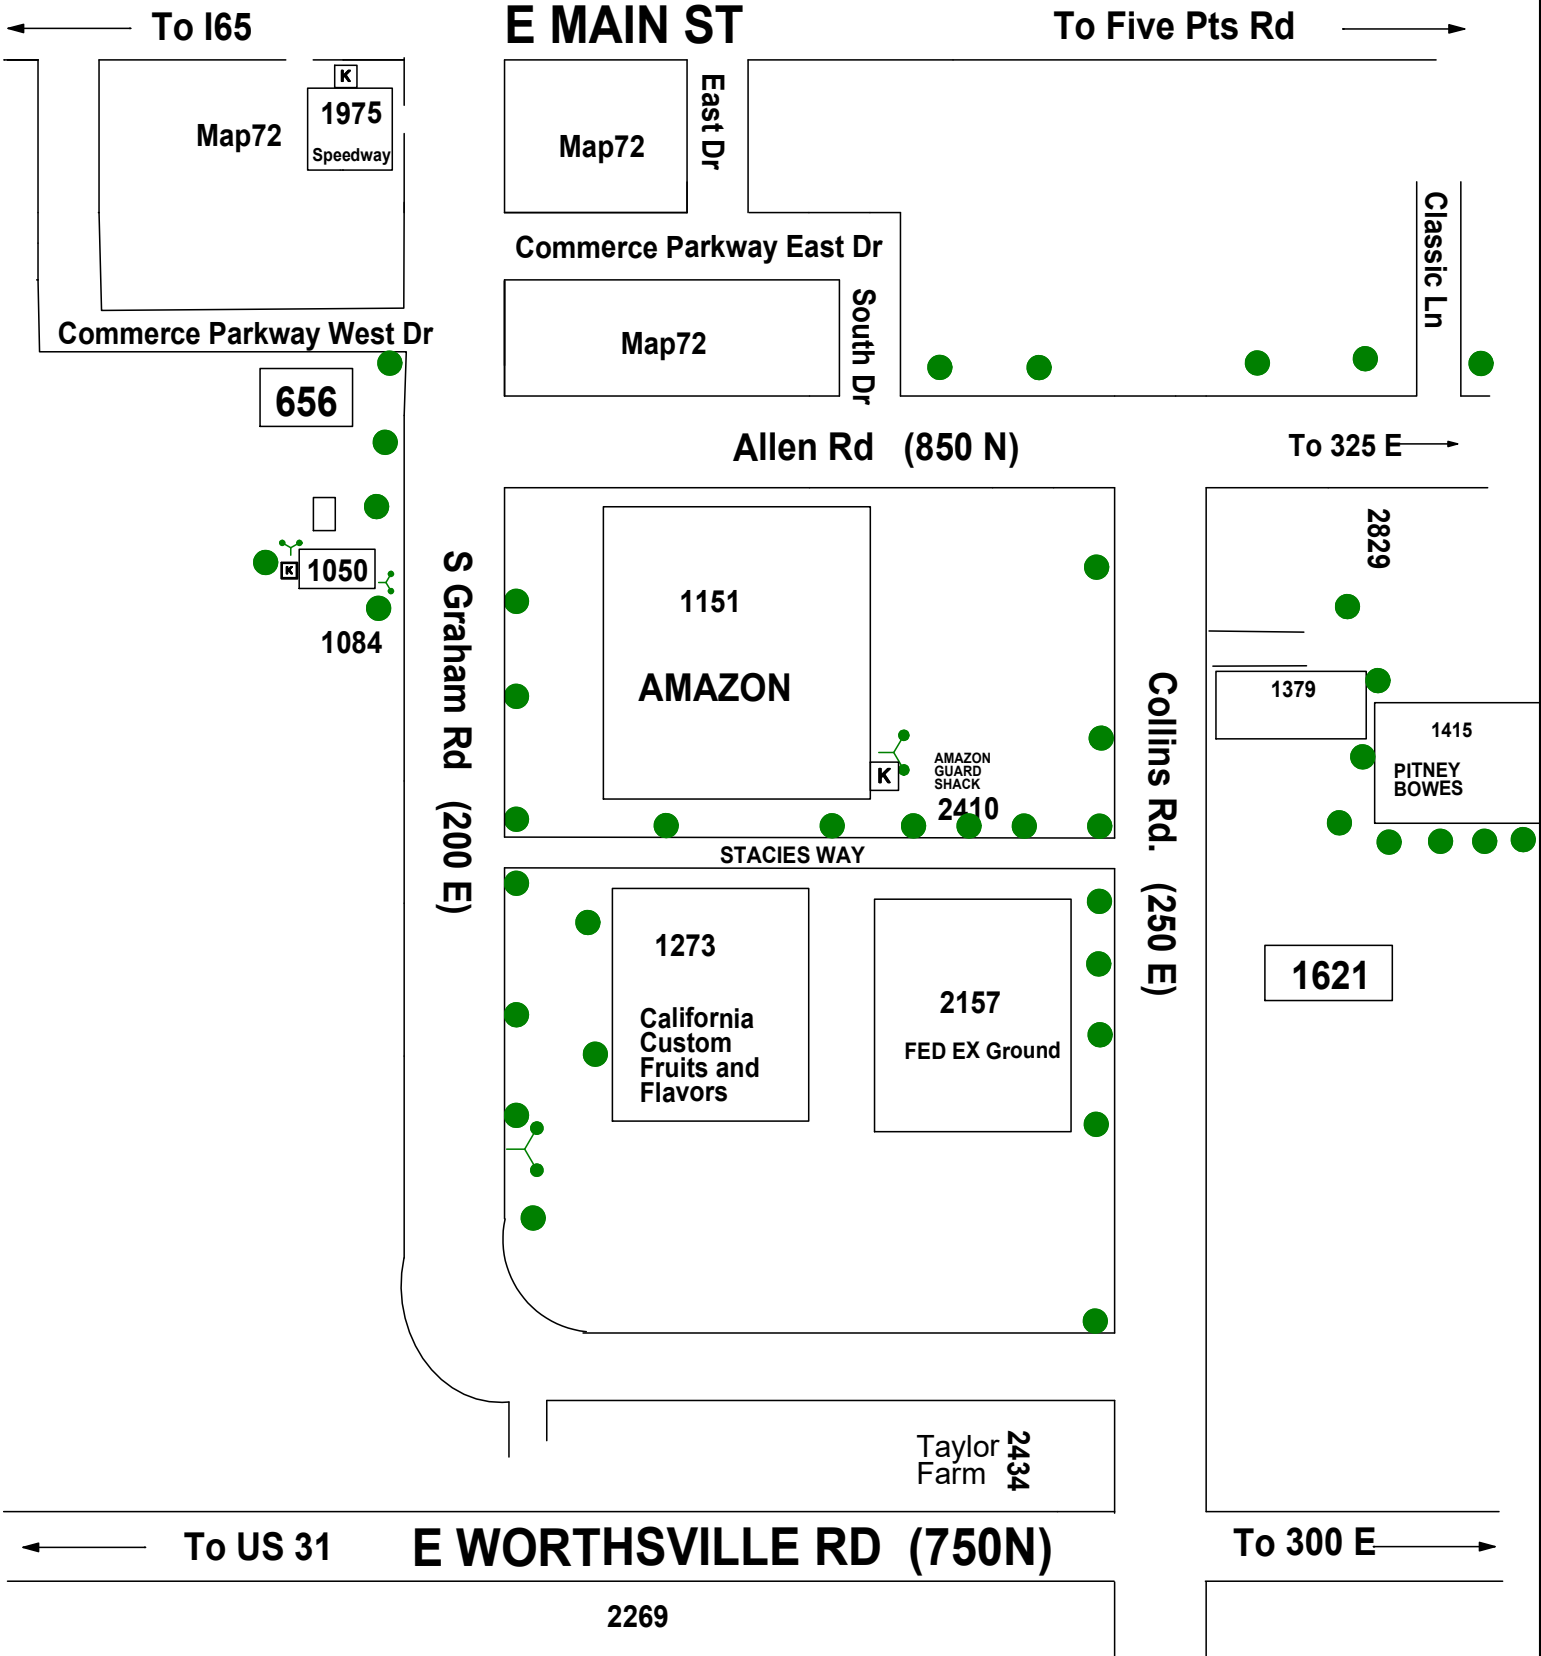 To I65
E MAIN ST
To Five Pts Rd
K
1975
Speedway
Map72
Map72
East Dr
Classic Ln
Commerce Parkway East Dr
Commerce Parkway West Dr
Map72
South Dr
656
Allen Rd (850 N)
To 325 E
K
1050
1084
S Graham Rd (200 E)
1151
AMAZON
K
AMAZON
GUARD
SHACK
2410
Collins Rd. (250 E)
2829
1379
1415
PITNEY
BOWES
STACIES WAY
1273
California
Custom
Fruits and
Flavors
2157
FED EX Ground
1621
Taylor
Farm
2434
To US 31
E WORTHSVILLE RD (750N)
To 300 E
2269